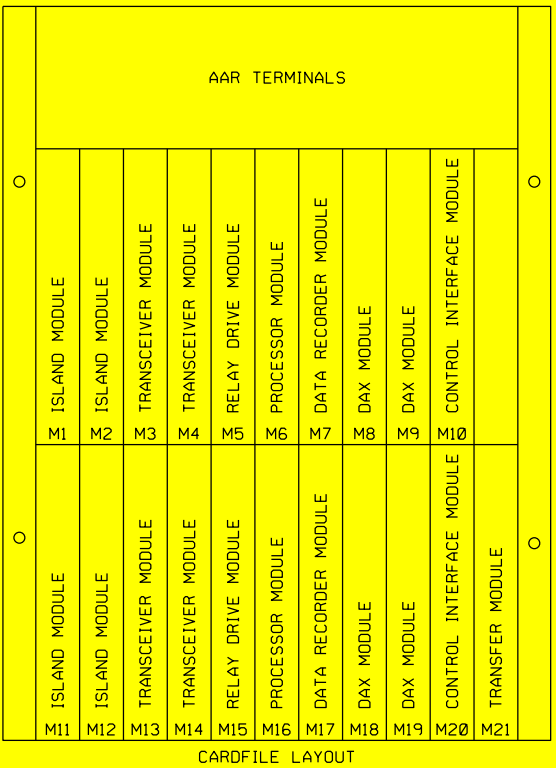 AAR TERMINALS
ISLAND MODULE
ISLAND MODULE
TRANSCEIVER MODULE
TRANSCEIVER MODULE
RELAY DRIVE MODULE
PROCESSOR MODULE
DATA RECORDER MODULE
DAX MODULE
DAX MODULE
CONTROL INTERFACE MODULE
M1 M2 M3 M4 M5 M6 M7 M8 M9 M10
ISLAND MODULE
ISLAND MODULE
TRANSCEIVER MODULE
TRANSCEIVER MODULE
RELAY DRIVE MODULE
PROCESSOR MODULE
DATA RECORDER MODULE
DAX MODULE
DAX MODULE
CONTROL INTERFACE MODULE
TRANSFER MODULE
M11 M12 M13 M14 M15 M16 M17 M18 M19 M20 M21
CARDFILE LAYOUT